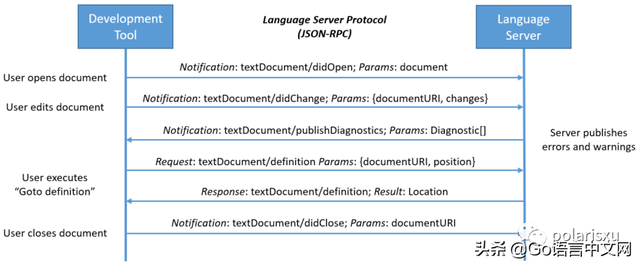 Development
Tool
Language Server Protocol
(JSON-RPC)
Language
Server
User opens document
Notification: textDocument/didOpen; Params: document
User edits document
Notification: textDocument/didChange; Params: {documentURI, changes}
Notification: textDocument/publishDiagnostics; Params: Diagnostic[]
Server publishes
errors and warnings
User executes
“Goto definition”
Request: textDocument/definition Params: {documentURI, position}
Response: textDocument/definition; Result: Location
User closes document
Notification: textDocument/didClose; Params: documentURI
polarisxu
头条 @Go语言中文网